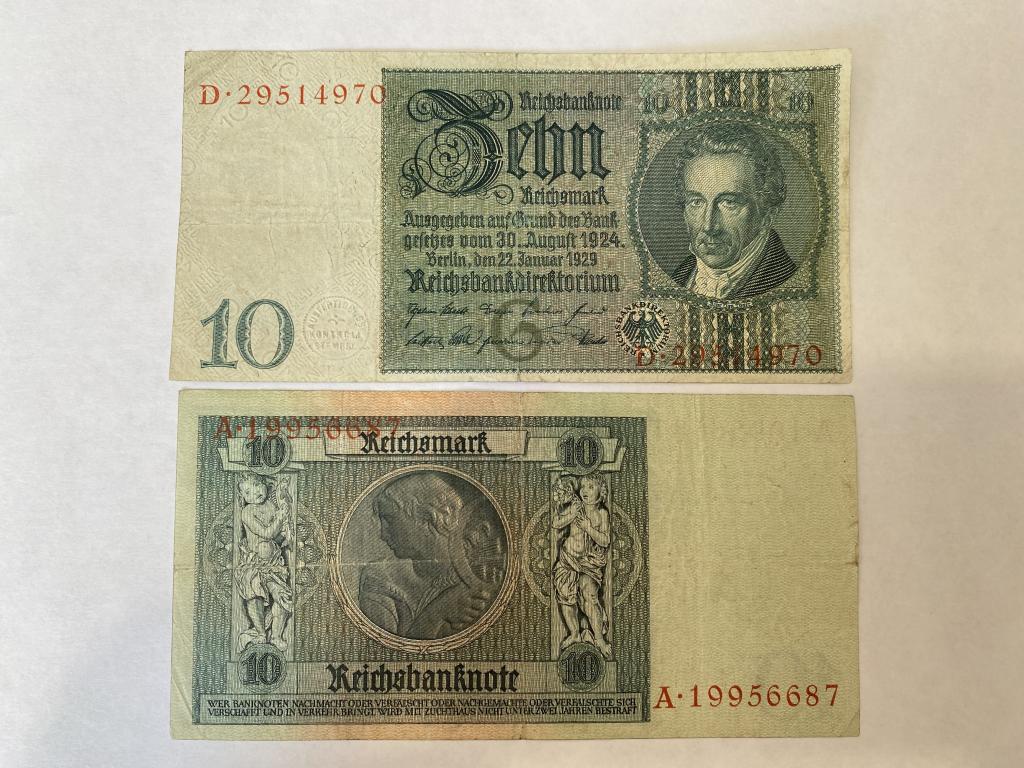 D·29514970
10 10
Reichsbanknote
Zehn
Reichsmark
Ausgegeben auf Grund des Bank
gesetzes vom 30. August 1924.
Berlin, den 22. Januar 1929
Reichsbankdirektorium
10
G
D·29514970
A·19956687
10 Reichsmark 10
10 Reichsbanknote 10
WER BANKNOTEN NACHMACHT ODER VERFÄLSCHT ODER NACHGEMACHTE ODER VERFÄLSCHTE SICH
VERSCHAFFT UND IN VERKEHR BRINGT, WIRD MIT ZUCHTHAUS NICHT UNTER ZWEI JAHREN BESTRAFT
A·19956687